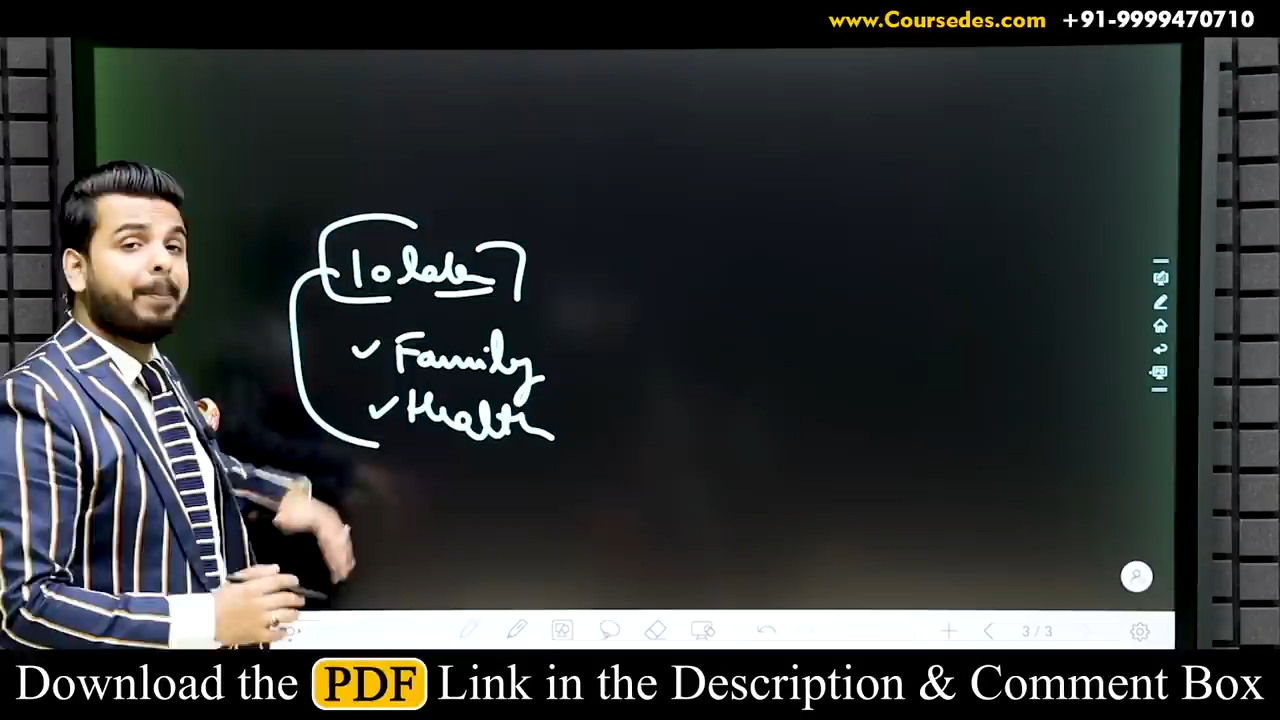 www.Coursedes.com +91-9999470710
10 lakh
✓ Family
✓ Health
3 / 3
Download the PDF Link in the Description & Comment Box